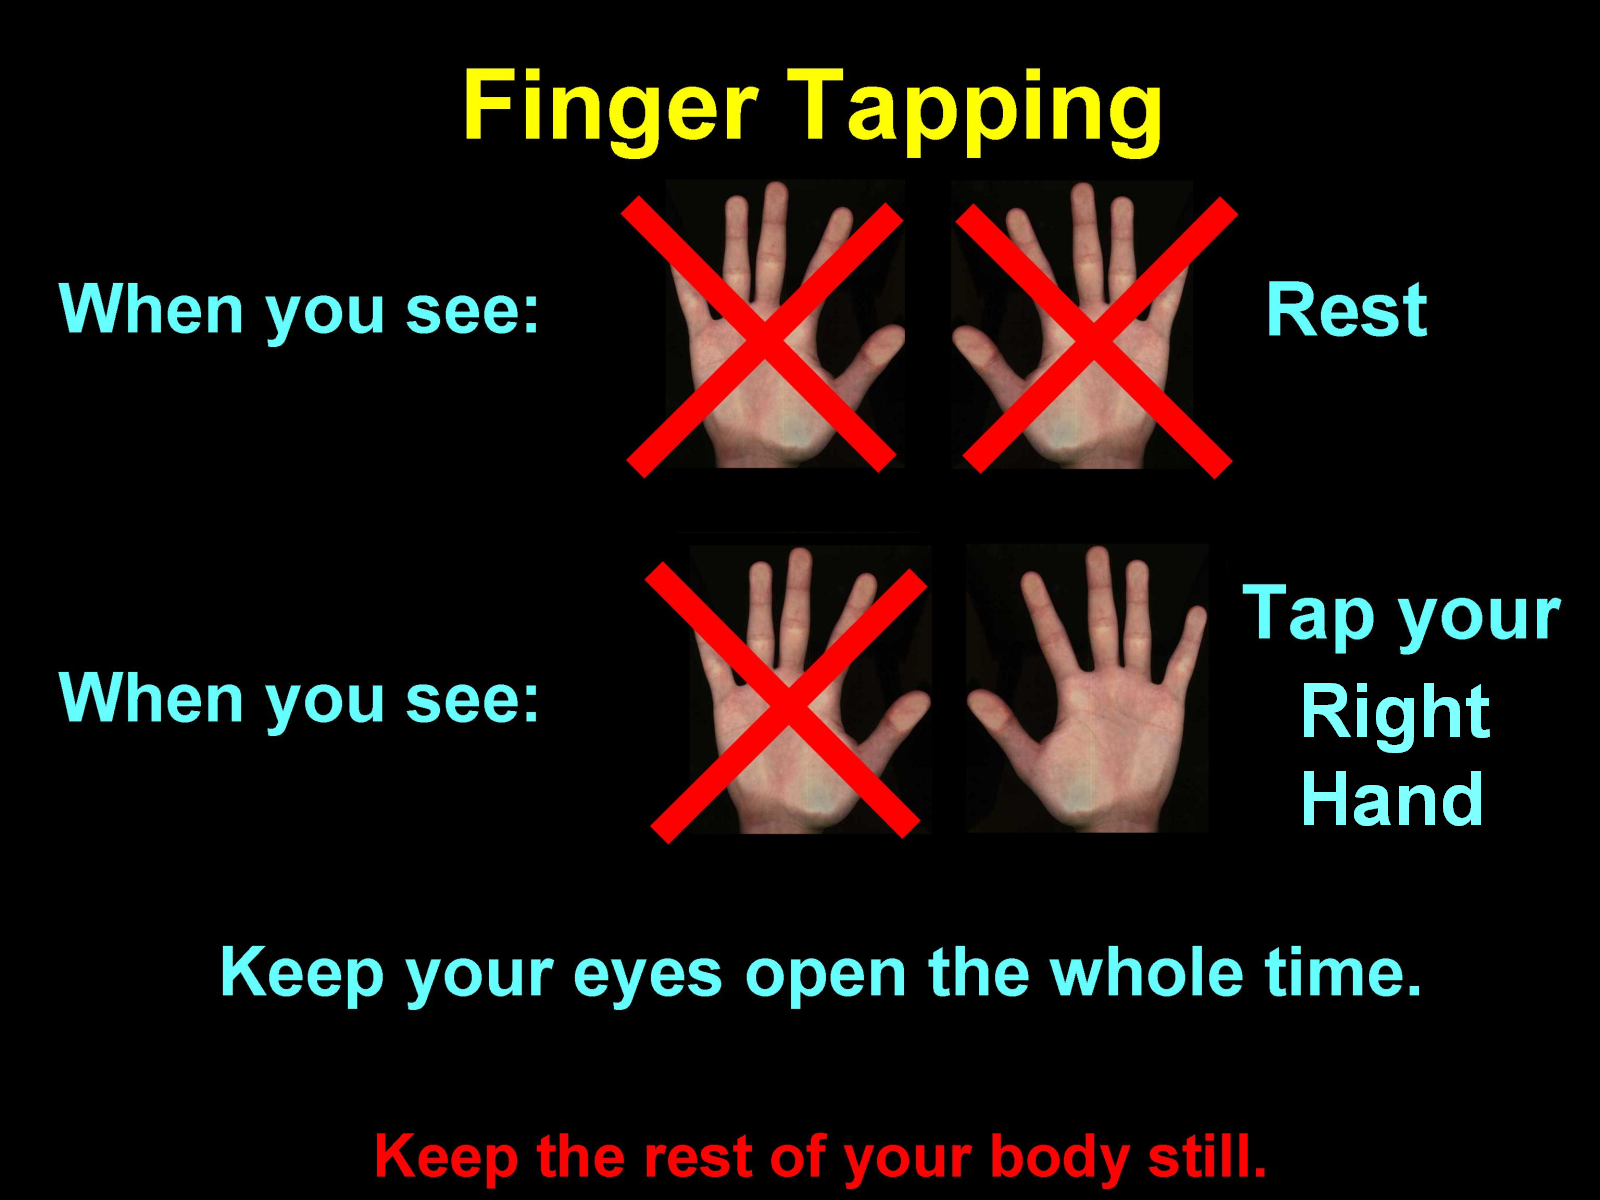 Finger Tapping
When you see:
Rest
When you see:
Tap your
Right
Hand
Keep your eyes open the whole time.
Keep the rest of your body still.